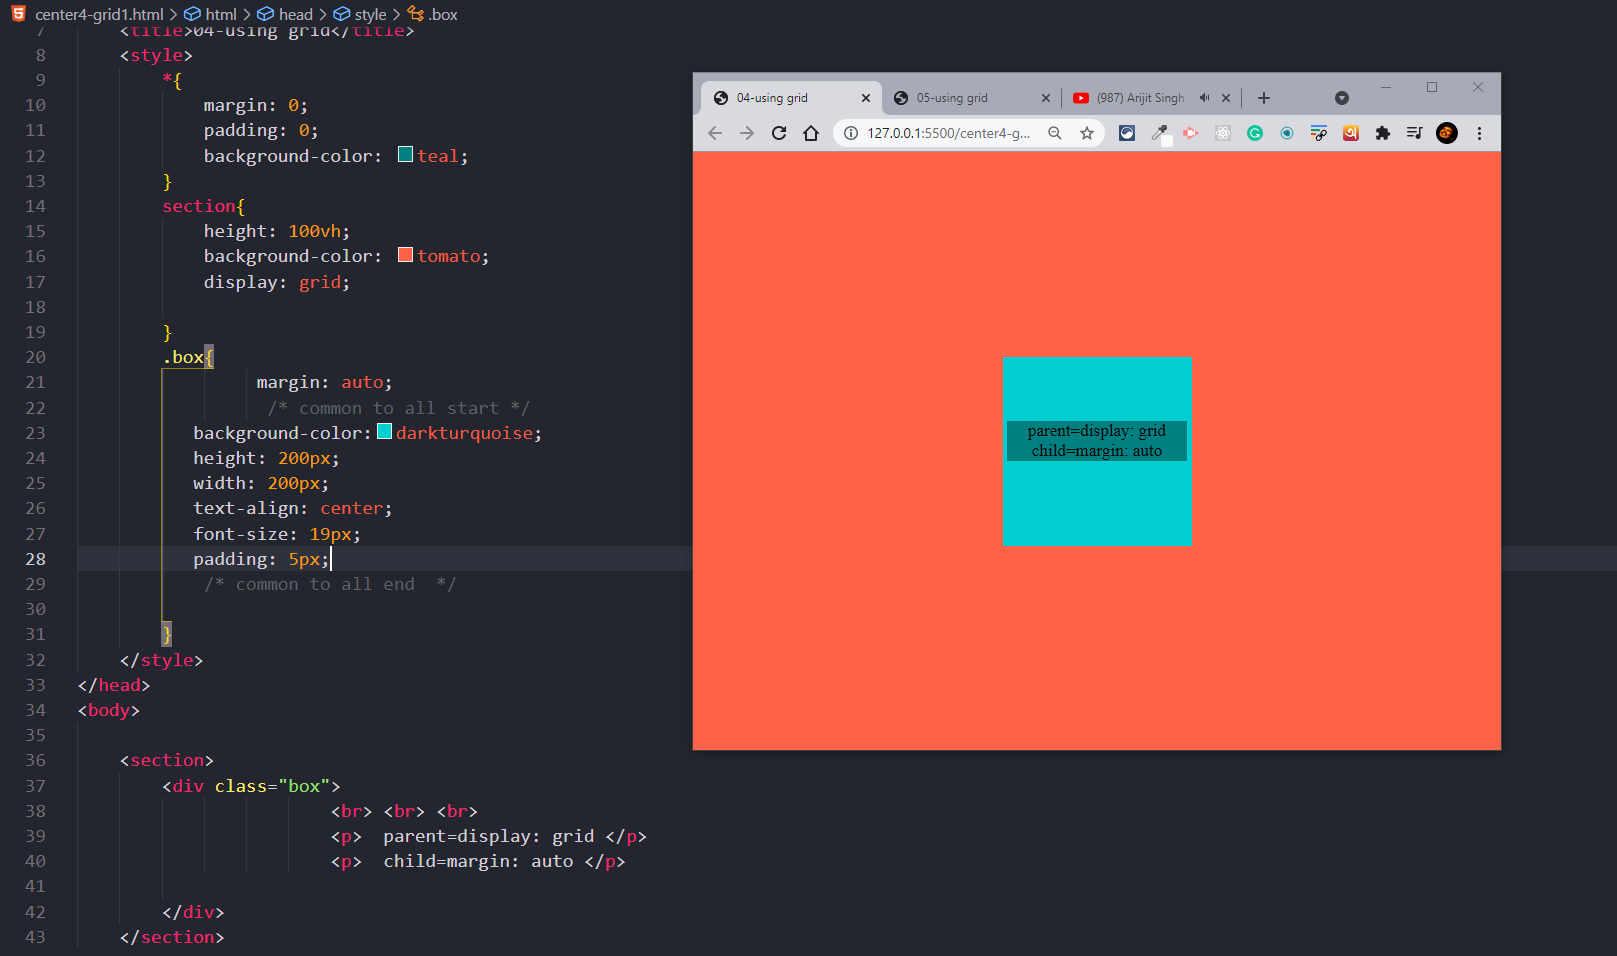 center4-grid1.html > html > head > style > .box
7 <title>04-using grid</title>
8 <style>
9 *{
10 margin: 0;
11 padding: 0;
12 background-color: teal;
13 }
14 section{
15 height: 100vh;
16 background-color: tomato;
17 display: grid;
18
19 }
20 .box{
21 margin: auto;
22 /* common to all start */
23 background-color: darkturquoise;
24 height: 200px;
25 width: 200px;
26 text-align: center;
27 font-size: 19px;
28 padding: 5px;
29 /* common to all end  */
30
31 }
32 </style>
33 </head>
34 <body>
35
36 <section>
37 <div class="box">
38 <br> <br> <br>
39 <p>  parent=display: grid </p>
40 <p>  child=margin: auto </p>
41
42 </div>
43 </section>
04-using grid
05-using grid
(987) Arijit Singh
127.0.0.1:5500/center4-g...
parent=display: grid
child=margin: auto